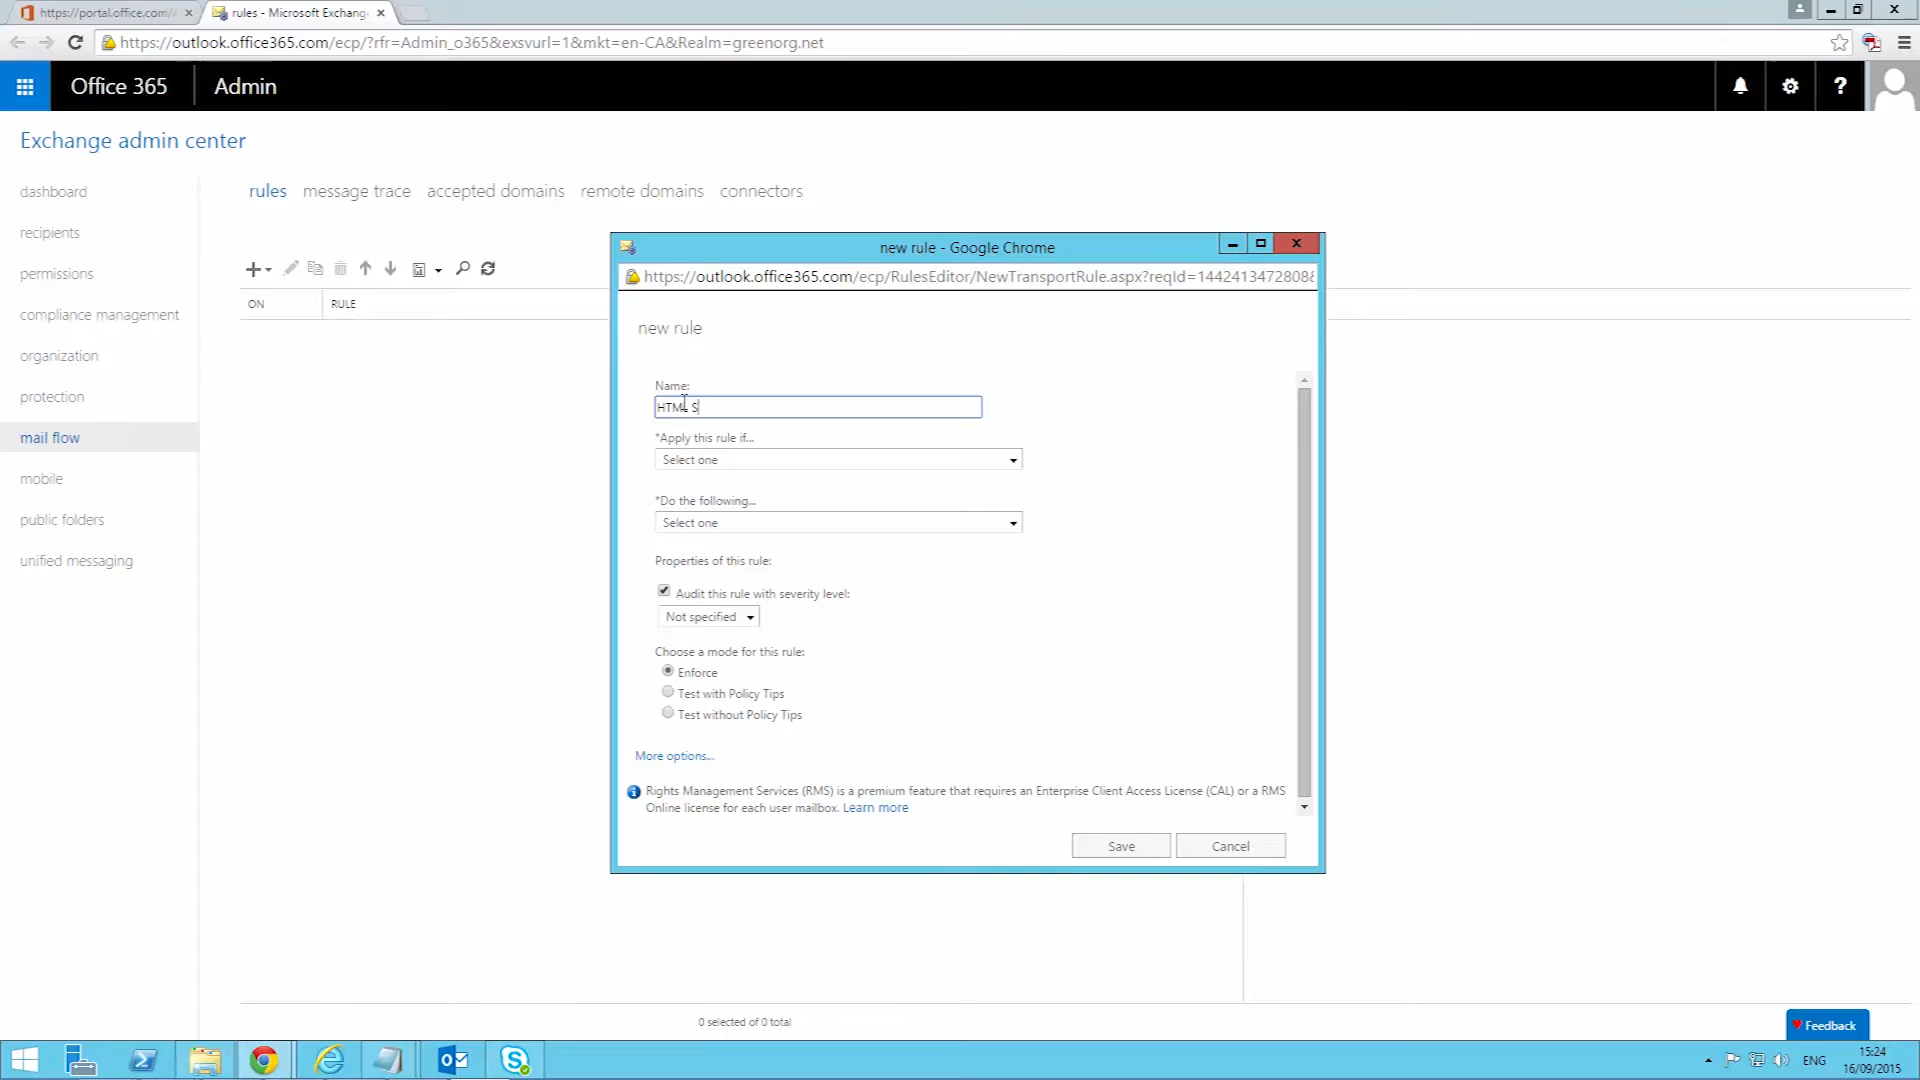 https://portal.office.com/
rules - Microsoft Exchang
https://outlook.office365.com/ecp/?rfr=Admin_o365&exsvurl=1&mkt=en-CA&Realm=greenorg.net
Office 365
Admin
?
Exchange admin center
dashboard
recipients
permissions
compliance management
organization
protection
mail flow
mobile
public folders
unified messaging
rules message trace accepted domains remote domains connectors
ON RULE
new rule - Google Chrome
https://outlook.office365.com/ecp/RulesEditor/NewTransportRule.aspx?reqId=1442413472808&
new rule
Name:
HTML S
*Apply this rule if...
Select one
*Do the following...
Select one
Properties of this rule:
Audit this rule with severity level:
Not specified
Choose a mode for this rule:
Enforce
Test with Policy Tips
Test without Policy Tips
More options...
Rights Management Services (RMS) is a premium feature that requires an Enterprise Client Access License (CAL) or a RMS
Online license for each user mailbox. Learn more
Save Cancel
0 selected of 0 total
Feedback
ENG
15:24
16/09/2015